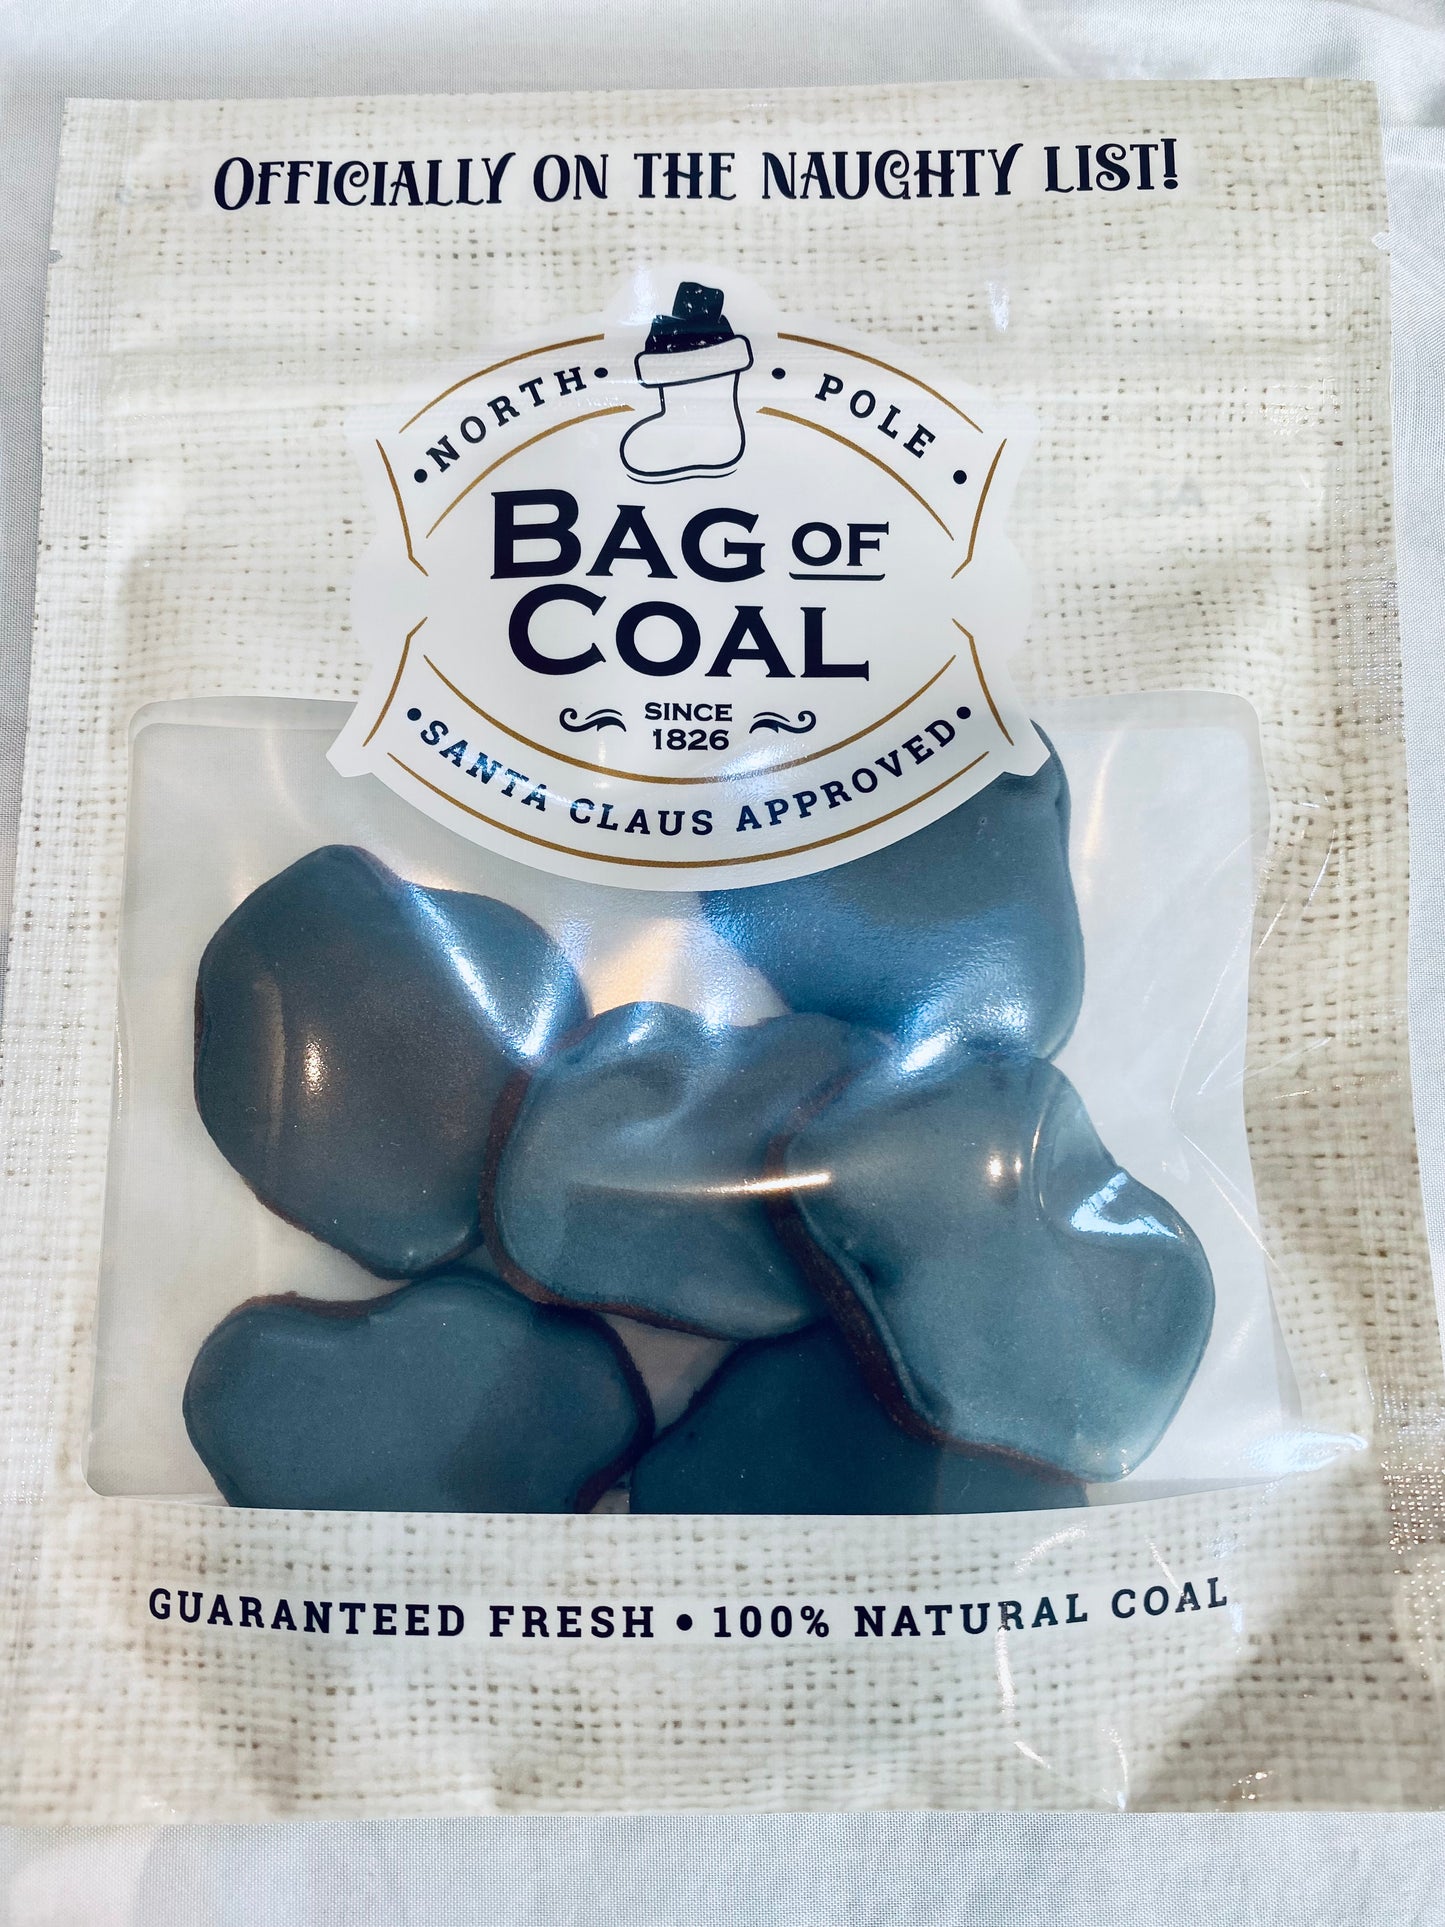 OFFICIALLY ON THE NAUGHTY LIST!
• NORTH • • POLE •
BAG OF
COAL
SINCE
1826
• SANTA CLAUS APPROVED •
GUARANTEED FRESH • 100% NATURAL COAL